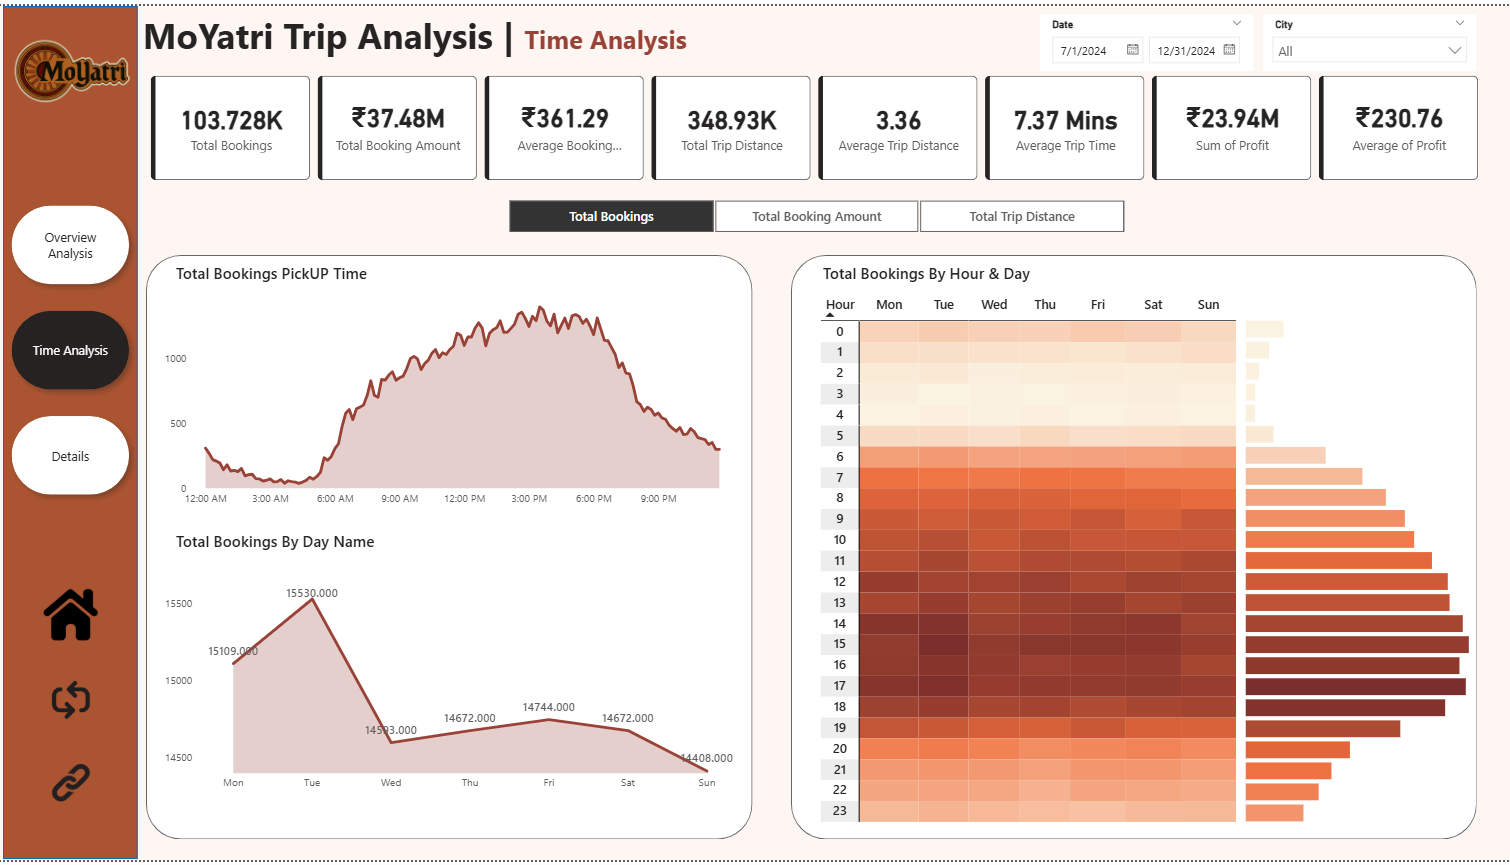 MoYatri
MoYatri Trip Analysis | Time Analysis
Date
7/1/2024 12/31/2024
City
All
103.728K
Total Bookings
₹37.48M
Total Booking Amount
₹361.29
Average Booking...
348.93K
Total Trip Distance
3.36
Average Trip Distance
7.37 Mins
Average Trip Time
₹23.94M
Sum of Profit
₹230.76
Average of Profit
Total Bookings Total Booking Amount Total Trip Distance
Overview
Analysis
Time Analysis
Details
Total Bookings PickUP Time
1000
500
0
12:00 AM 3:00 AM 6:00 AM 9:00 AM 12:00 PM 3:00 PM 6:00 PM 9:00 PM
Total Bookings By Day Name
15500
15000
14500
15109.000
15530.000
14593.000
14672.000
14744.000
14672.000
14408.000
Mon Tue Wed Thu Fri Sat Sun
Total Bookings By Hour & Day
Hour Mon Tue Wed Thu Fri Sat Sun
0
1
2
3
4
5
6
7
8
9
10
11
12
13
14
15
16
17
18
19
20
21
22
23